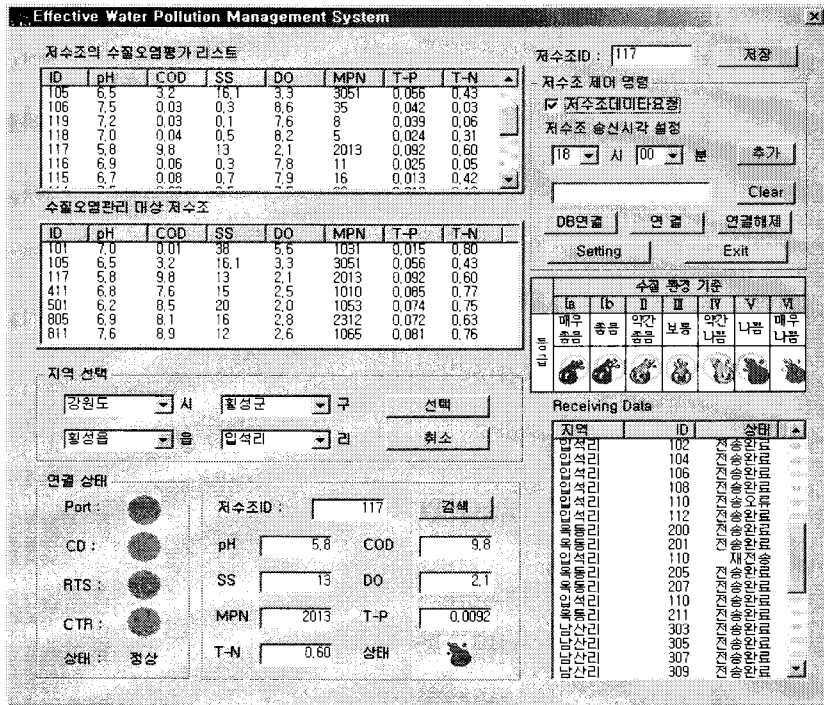 Effective Water Pollution Management System
저수조의 수질오염평가 리스트
ID pH COD SS DO MPN T-P T-N
105 6,5 3,2 16,1 3,3 3051 0,056 0,43
106 7,5 0,03 0,3 8,6 35 0,042 0,03
119 7,2 0,03 0,1 7,6 8 0,039 0,06
118 7,0 0,04 0,5 8,2 5 0,024 0,31
117 5,8 9,8 13 2,1 2013 0,092 0,60
116 6,9 0,06 0,3 7,8 11 0,025 0,05
115 6,7 0,08 0,7 7,9 16 0,013 0,42
수질오염관리 대상 저수조
ID pH COD SS DO MPN T-P T-N
101 7,0 0,01 38 5,6 1031 0,015 0,80
105 6,5 3,2 16,1 3,3 3051 0,056 0,43
117 5,8 9,8 13 2,1 2013 0,092 0,60
411 6,8 7,6 15 2,5 1010 0,085 0,77
501 6,2 8,5 20 2,0 1053 0,074 0,75
805 6,9 8,1 16 2,8 2312 0,072 0,63
811 7,6 8,9 12 2,6 1065 0,081 0,76
지역 선택
강원도 시 횡성군 구 선택
횡성읍 읍 입석리 리 취소
연결 상태
Port :
CD :
RTS :
CTR :
상태 : 정상
저수조ID : 117 검색
pH 5,8 COD 9,8
SS 13 DO 2,1
MPN 2013 T-P 0,0092
T-N 0,60 상태
저수조ID : 117 저장
저수조 제어 명령
저수조데이타요청
저수조 송신시각 설정
18 시 00 분 추가
Clear
DB연결 연 결 연결해제
Setting Exit
수질 환경 기준
Ia Ib II III IV V VI
등급 매우 좋음 좋음 약간 좋음 보통 약간 나쁨 나쁨 매우 나쁨
Receiving Data
지역 ID 상태
입석리 102 전송완료
입석리 104 전송완료
입석리 106 전송완료
입석리 108 전송완료
입석리 110 전송오류
입석리 112 전송완료
옥동리 200 전송완료
옥동리 201 전송완료
입석리 110 재전송
옥동리 205 전송완료
옥동리 207 전송완료
입석리 110 전송완료
옥동리 211 전송완료
남산리 303 전송완료
남산리 305 전송완료
남산리 307 전송완료
남산리 309 전송완료